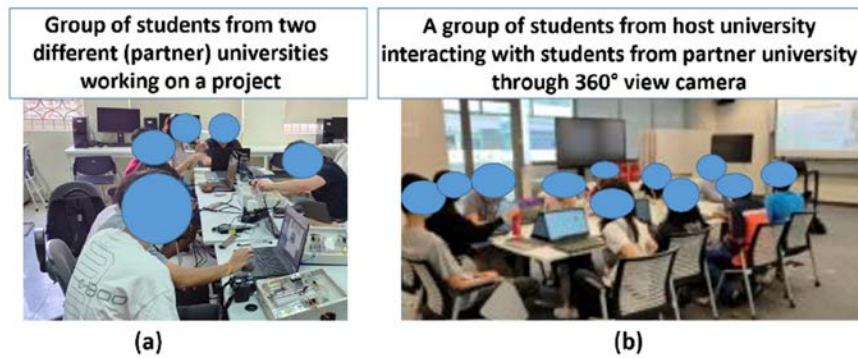 Group of students from two
different (partner) universities
working on a project
A group of students from host university
interacting with students from partner university
through 360° view camera
(a)
(b)